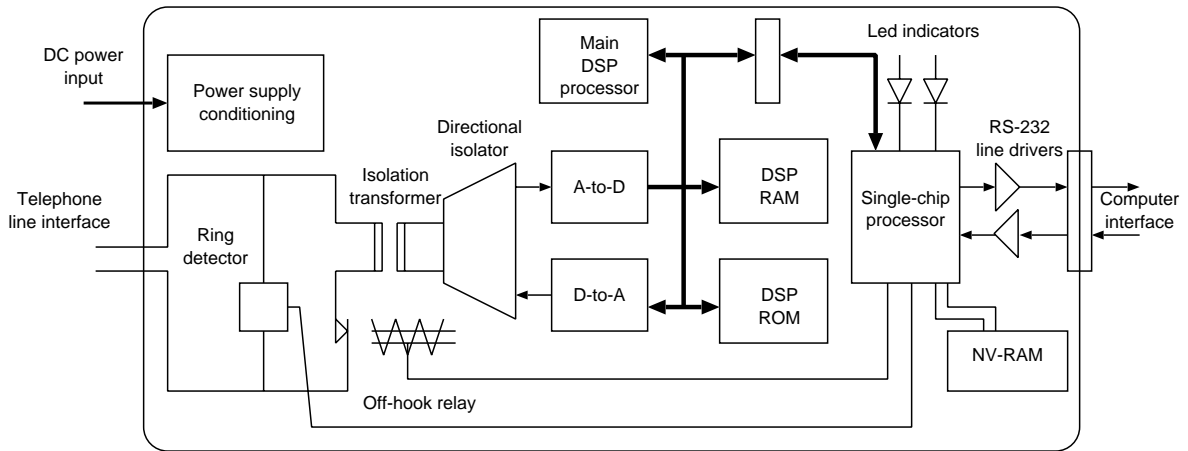 Led indicators
DC power
input
Main
DSP
processor
Power supply
conditioning
Directional
isolator
RS-232
line drivers
Isolation
transformer
A-to-D
DSP
RAM
Single-chip
processor
Telephone
line interface
Computer
interface
Ring
detector
D-to-A
DSP
ROM
NV-RAM
Off-hook relay